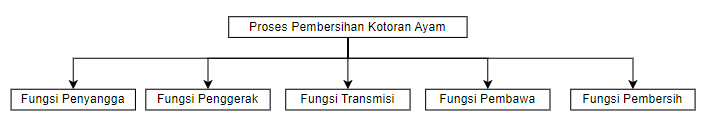 Proses Pembersihan Kotoran Ayam
Fungsi Penyangga
Fungsi Penggerak
Fungsi Transmisi
Fungsi Pembawa
Fungsi Pembersih